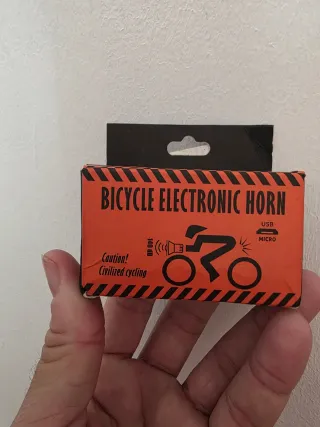 BICYCLE ELECTRONIC HORN
USB
MICRO
Caution!
Civilized cycling